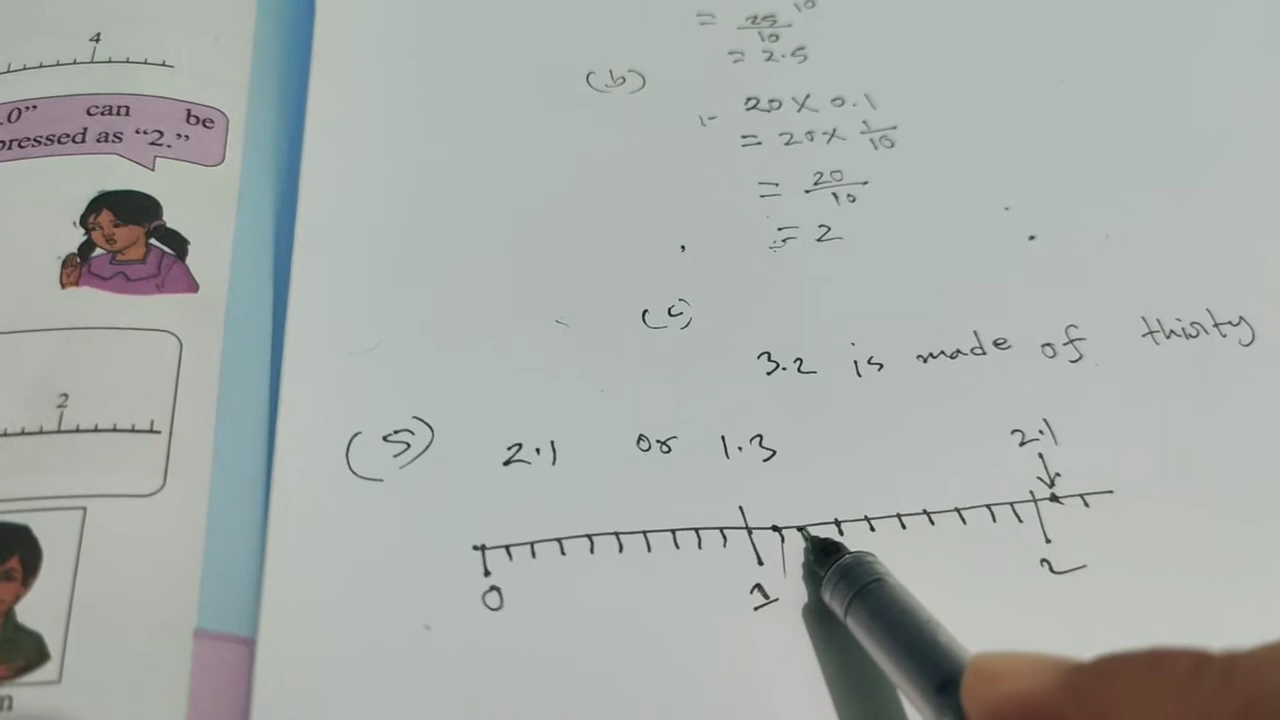 4
.0” can be
pressed as “2.”
2
n
10
= 25/10
= 2.5
(b)
20 x 0.1
= 20 x 1/10
= 20/10
= 2
(c)
3.2 is made of thirty
(5) 2.1 or 1.3
2.1
0 1 2